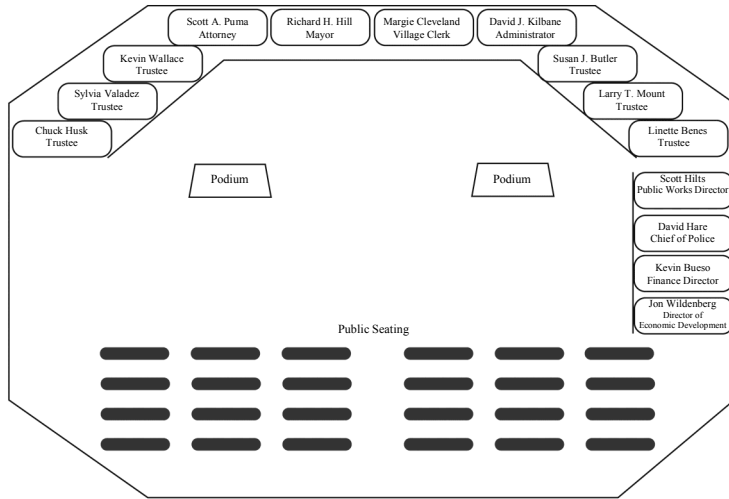 Scott A. Puma
Attorney
Richard H. Hill
Mayor
Margie Cleveland
Village Clerk
David J. Kilbane
Administrator
Kevin Wallace
Trustee
Susan J. Butler
Trustee
Sylvia Valadez
Trustee
Larry T. Mount
Trustee
Chuck Husk
Trustee
Linette Benes
Trustee
Podium
Podium
Scott Hilts
Public Works Director
David Hare
Chief of Police
Kevin Bueso
Finance Director
Jon Wildenberg
Director of
Economic Development
Public Seating